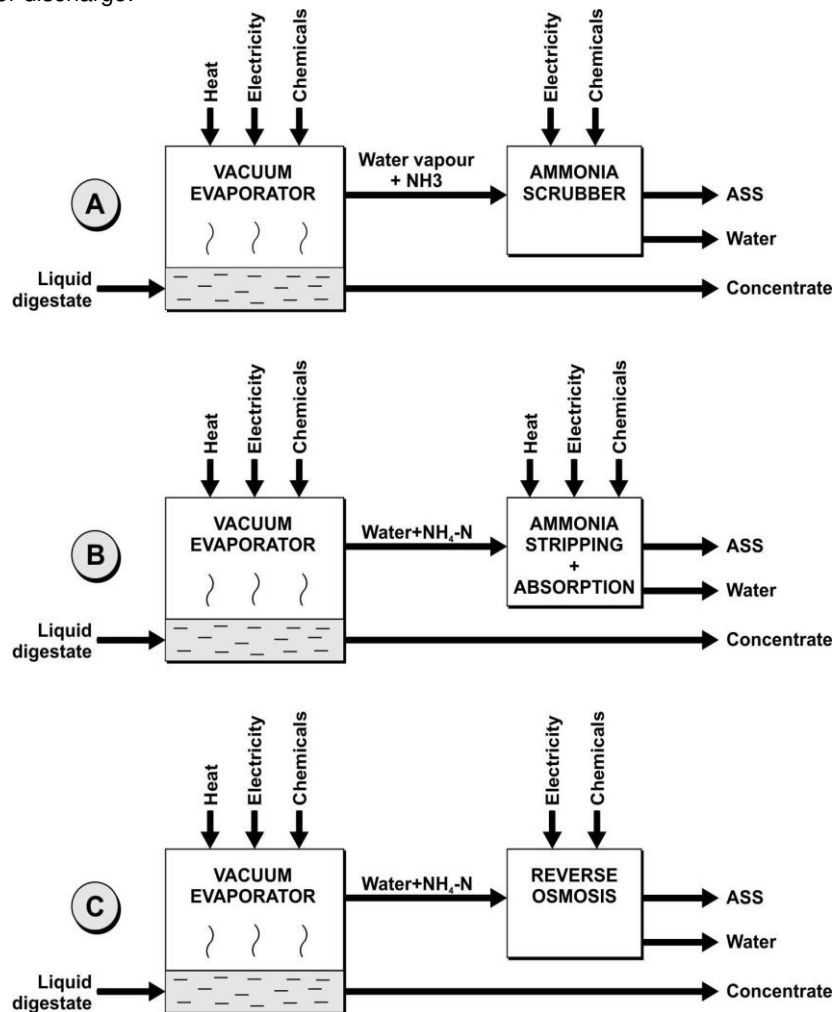 or discharge.
Heat
Electricity
Chemicals
Electricity
Chemicals
A
VACUUM
EVAPORATOR
Water vapour
+ NH3
AMMONIA
SCRUBBER
ASS
Water
Liquid
digestate
Concentrate
Heat
Electricity
Chemicals
Heat
Electricity
Chemicals
B
VACUUM
EVAPORATOR
Water+NH₄-N
AMMONIA
STRIPPING
+
ABSORPTION
ASS
Water
Liquid
digestate
Concentrate
Heat
Electricity
Chemicals
Electricity
Chemicals
C
VACUUM
EVAPORATOR
Water+NH₄-N
REVERSE
OSMOSIS
ASS
Water
Liquid
digestate
Concentrate